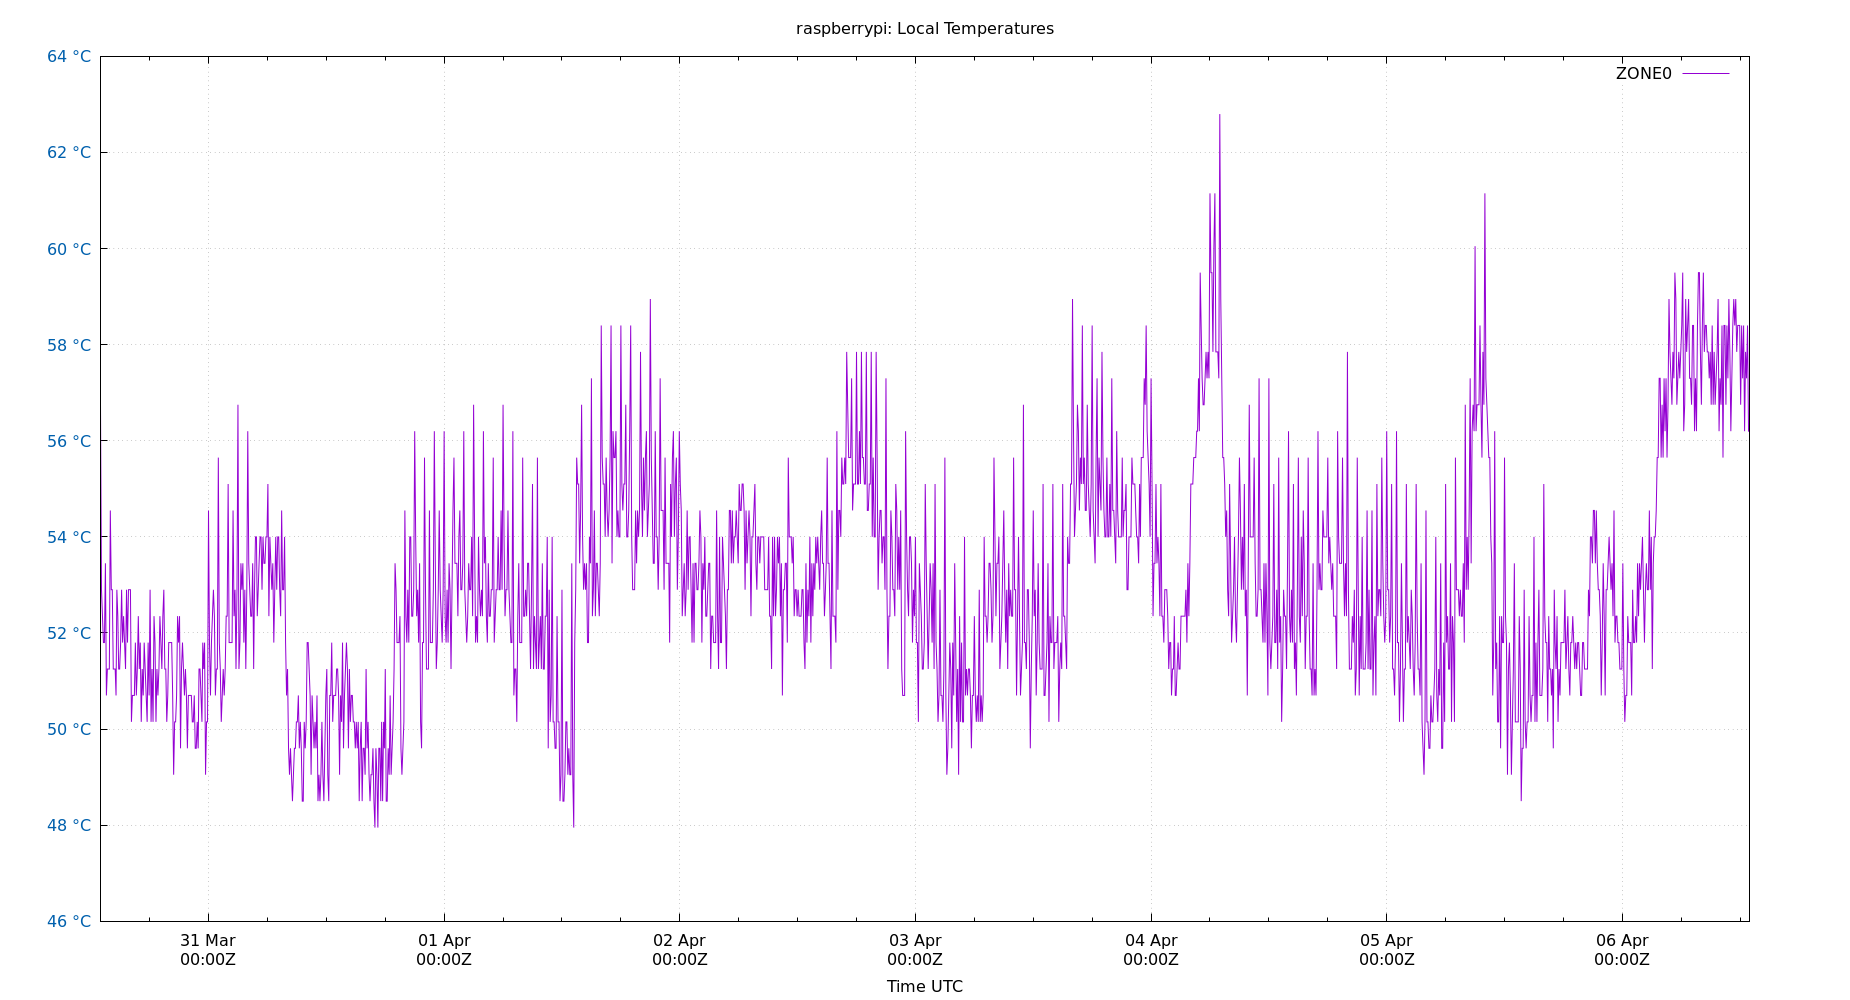 raspberrypi: Local Temperatures
64 °C
ZONE0
62 °C
60 °C
58 °C
56 °C
54 °C
52 °C
50 °C
48 °C
46 °C
31 Mar 01 Apr 02 Apr 03 Apr 04 Apr 05 Apr 06 Apr
00:00Z 00:00Z 00:00Z 00:00Z 00:00Z 00:00Z 00:00Z
Time UTC